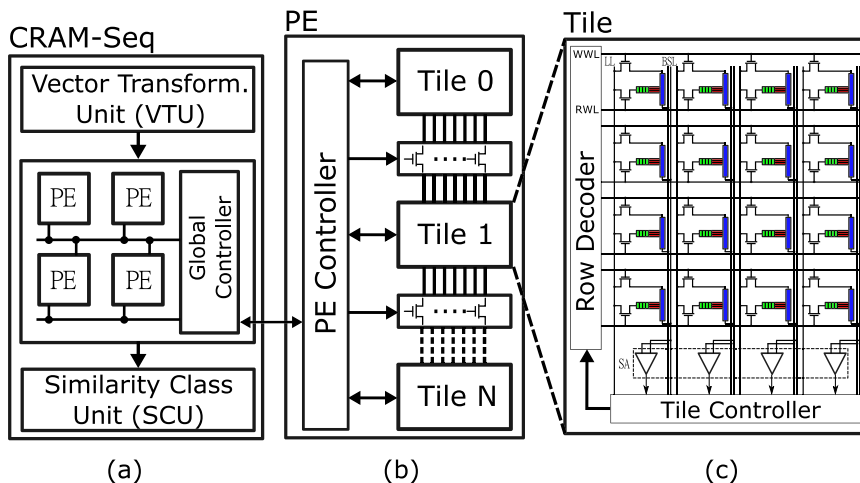 CRAM-Seq
Vector Transform.
Unit (VTU)
PE
PE
PE
PE
Global
Controller
Similarity Class
Unit (SCU)
(a)
PE
PE Controller
Tile 0
Tile 1
Tile N
(b)
Tile
WWL
LL
BSL
RWL
Row Decoder
SA
Tile Controller
(c)